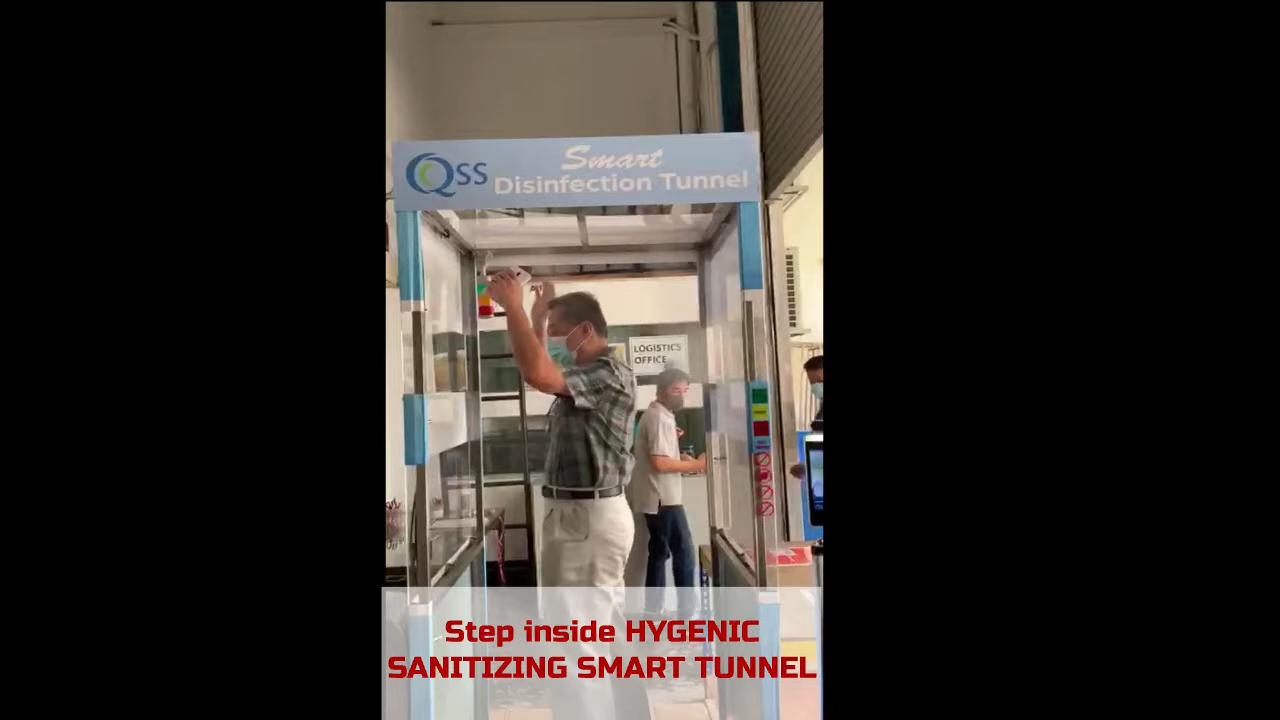 QSS
Smart
Disinfection Tunnel
LOGISTICS
OFFICE
Step inside HYGENIC
SANITIZING SMART TUNNEL